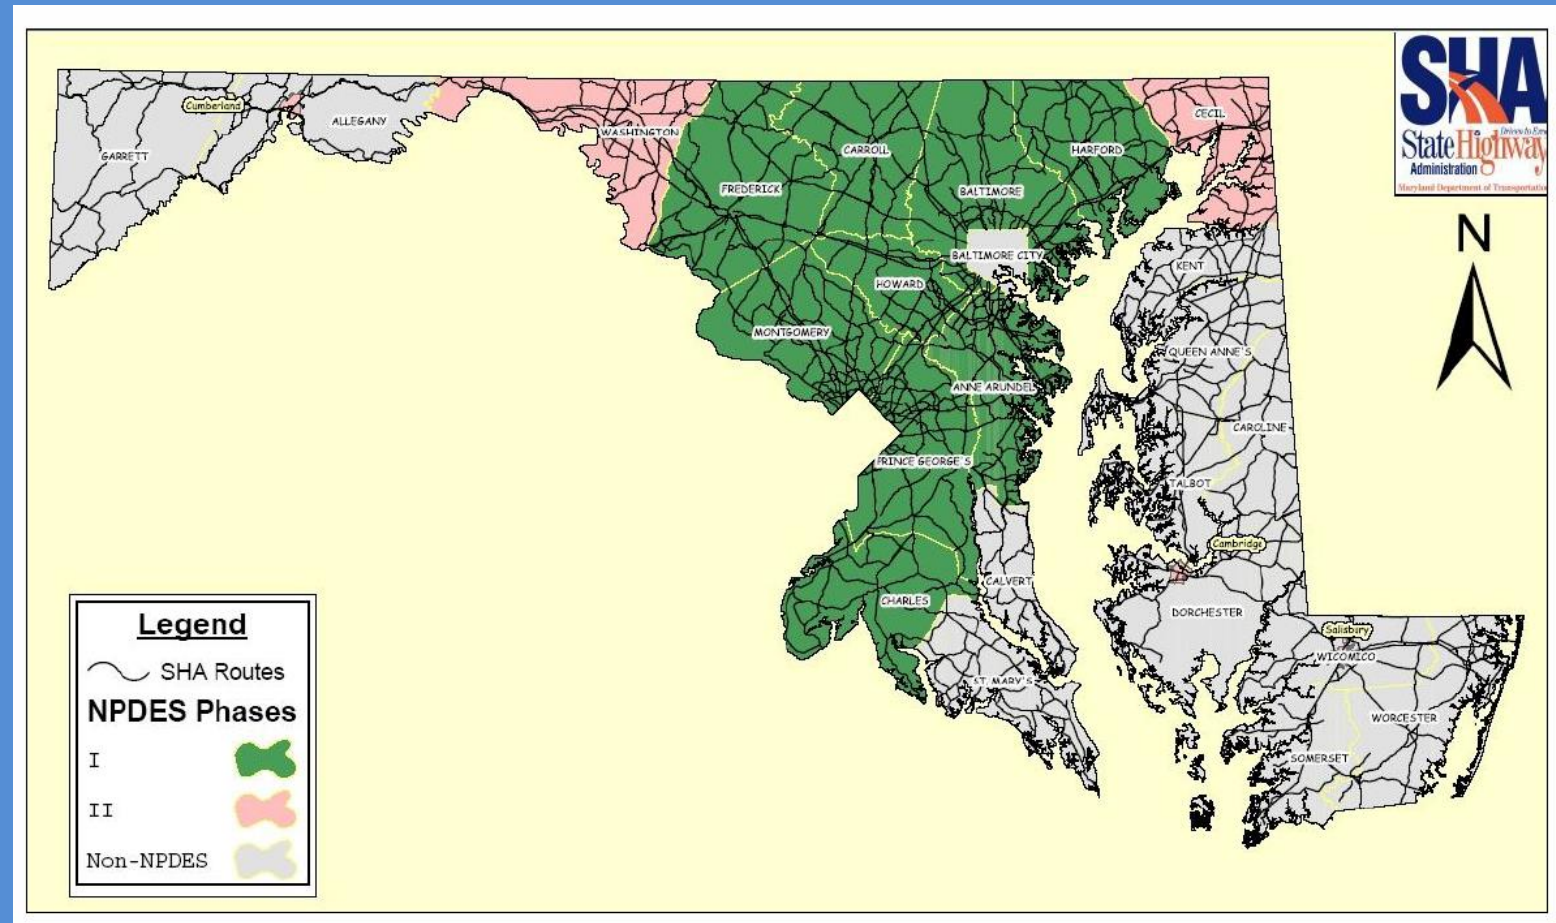 SHA
Driven to
State Highway
Administration
Maryland Department of
N
Cumberland
GARRETT
ALLEGANY
WASHINGTON
FREDERICK
CARROLL
BALTIMORE
HARFORD
CECIL
BALTIMORE CITY
HOWARD
MONTGOMERY
ANNE ARUNDEL
PRINCE GEORGE'S
CHARLES
CALVERT
ST. MARY'S
KENT
QUEEN ANNE'S
CAROLINE
TALBOT
Cambridge
DORCHESTER
Salisbury
WICOMICO
WORCESTER
SOMERSET
Legend
SHA Routes
NPDES Phases
I
II
Non-NPDES